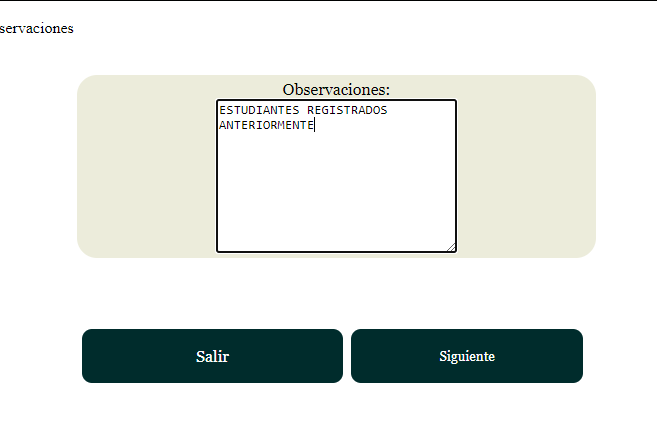 servaciones
Observaciones:
ESTUDIANTES REGISTRADOS
ANTERIORMENTE
Salir
Siguiente